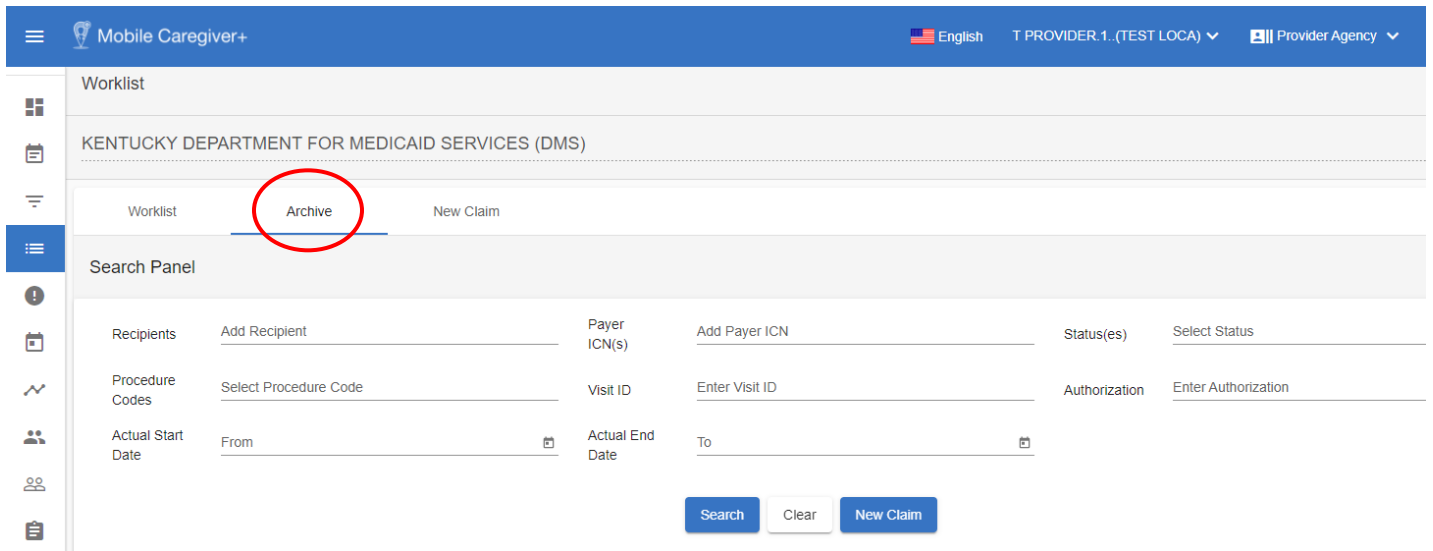 Mobile Caregiver+
English T PROVIDER.1..(TEST LOCA) Provider Agency
Worklist
KENTUCKY DEPARTMENT FOR MEDICAID SERVICES (DMS)
Worklist Archive New Claim
Search Panel
Recipients Add Recipient
Payer
ICN(s) Add Payer ICN
Status(es) Select Status
Procedure
Codes Select Procedure Code
Visit ID Enter Visit ID
Authorization Enter Authorization
Actual Start
Date From
Actual End
Date To
Search Clear New Claim